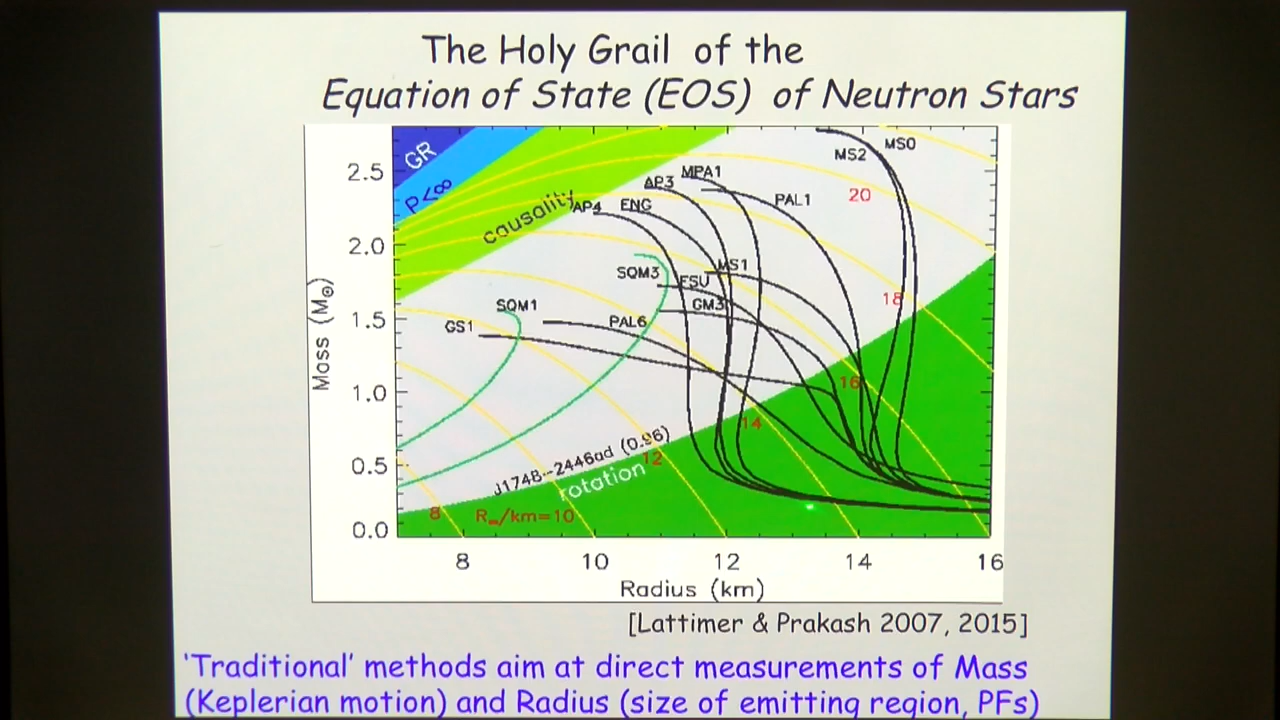 The Holy Grail of the
Equation of State (EOS) of Neutron Stars
GR
P<∞
causality
AP4
ENG
AP3
MPA1
PAL1
MS2
MS0
20
SQM3
FSU
MS1
GM3
18
SQM1
GS1
PAL6
16
14
J1748-2446ad (0.96)
12
rotation
8
R∞/km=10
2.5
2.0
1.5
1.0
0.5
0.0
Mass (M☉)
8 10 12 14 16
Radius (km)
[Lattimer & Prakash 2007, 2015]
'Traditional' methods aim at direct measurements of Mass
(Keplerian motion) and Radius (size of emitting region, PFs)